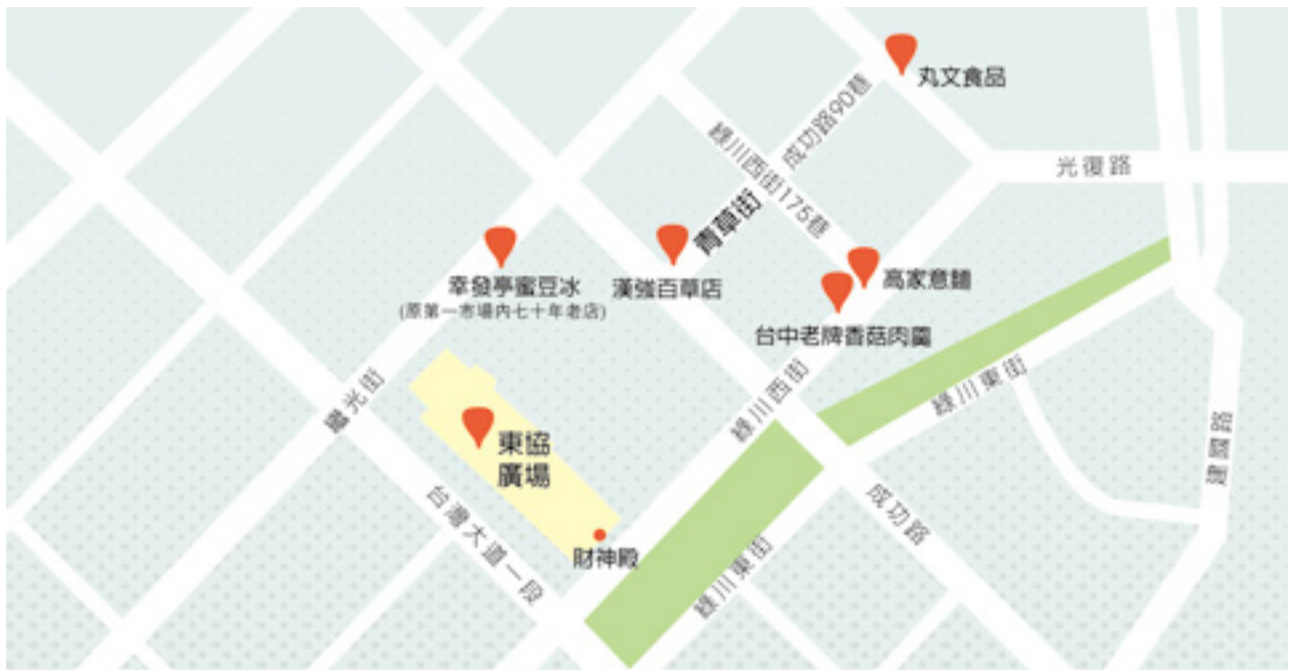 丸文食品
成功路90巷
綠川西街175巷
光復路
青草街
幸發亭蜜豆冰
(原第一市場內七十年老店)
漢強百草店
高家意麵
台中老牌香菇肉羹
繼光街
綠川西街
綠川東街
東協
廣場
建國路
台灣大道一段
成功路
財神殿
綠川東街